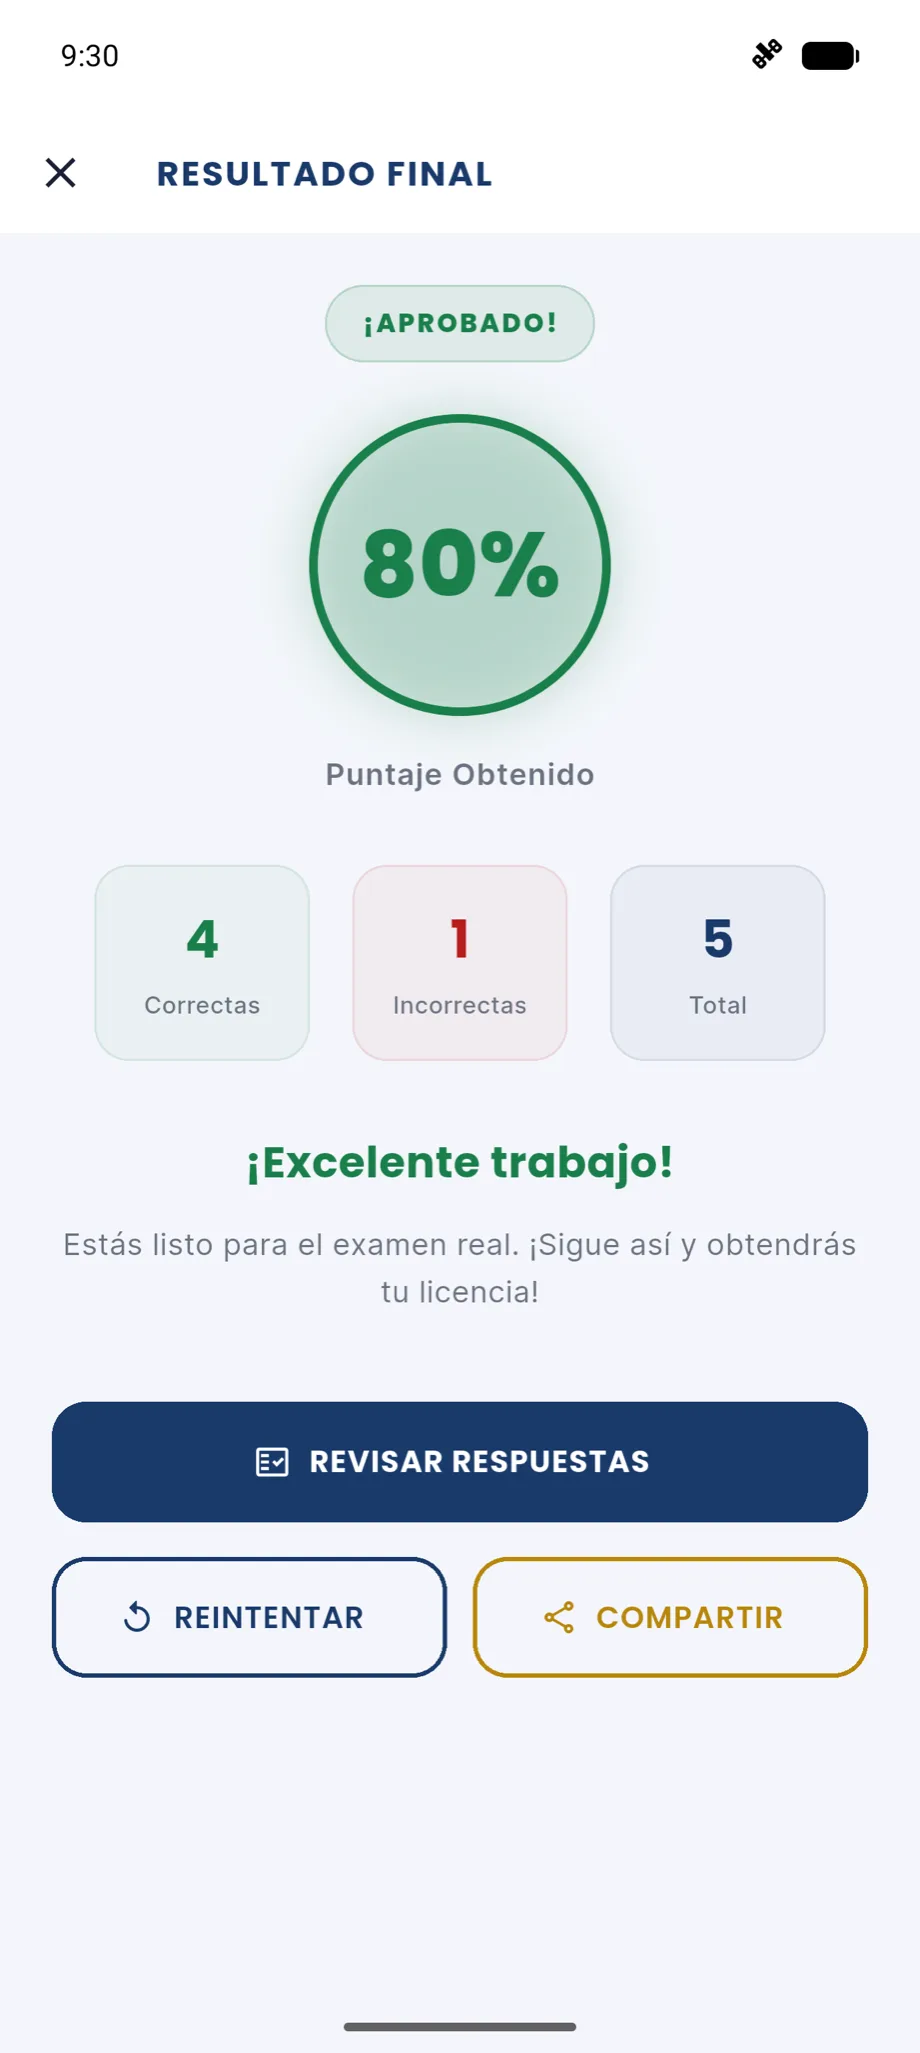 9:30
RESULTADO FINAL
¡APROBADO!
80%
Puntaje Obtenido
4
Correctas
1
Incorrectas
5
Total
¡Excelente trabajo!
Estás listo para el examen real. ¡Sigue así y obtendrás
tu licencia!
REVISAR RESPUESTAS
REINTENTAR
COMPARTIR